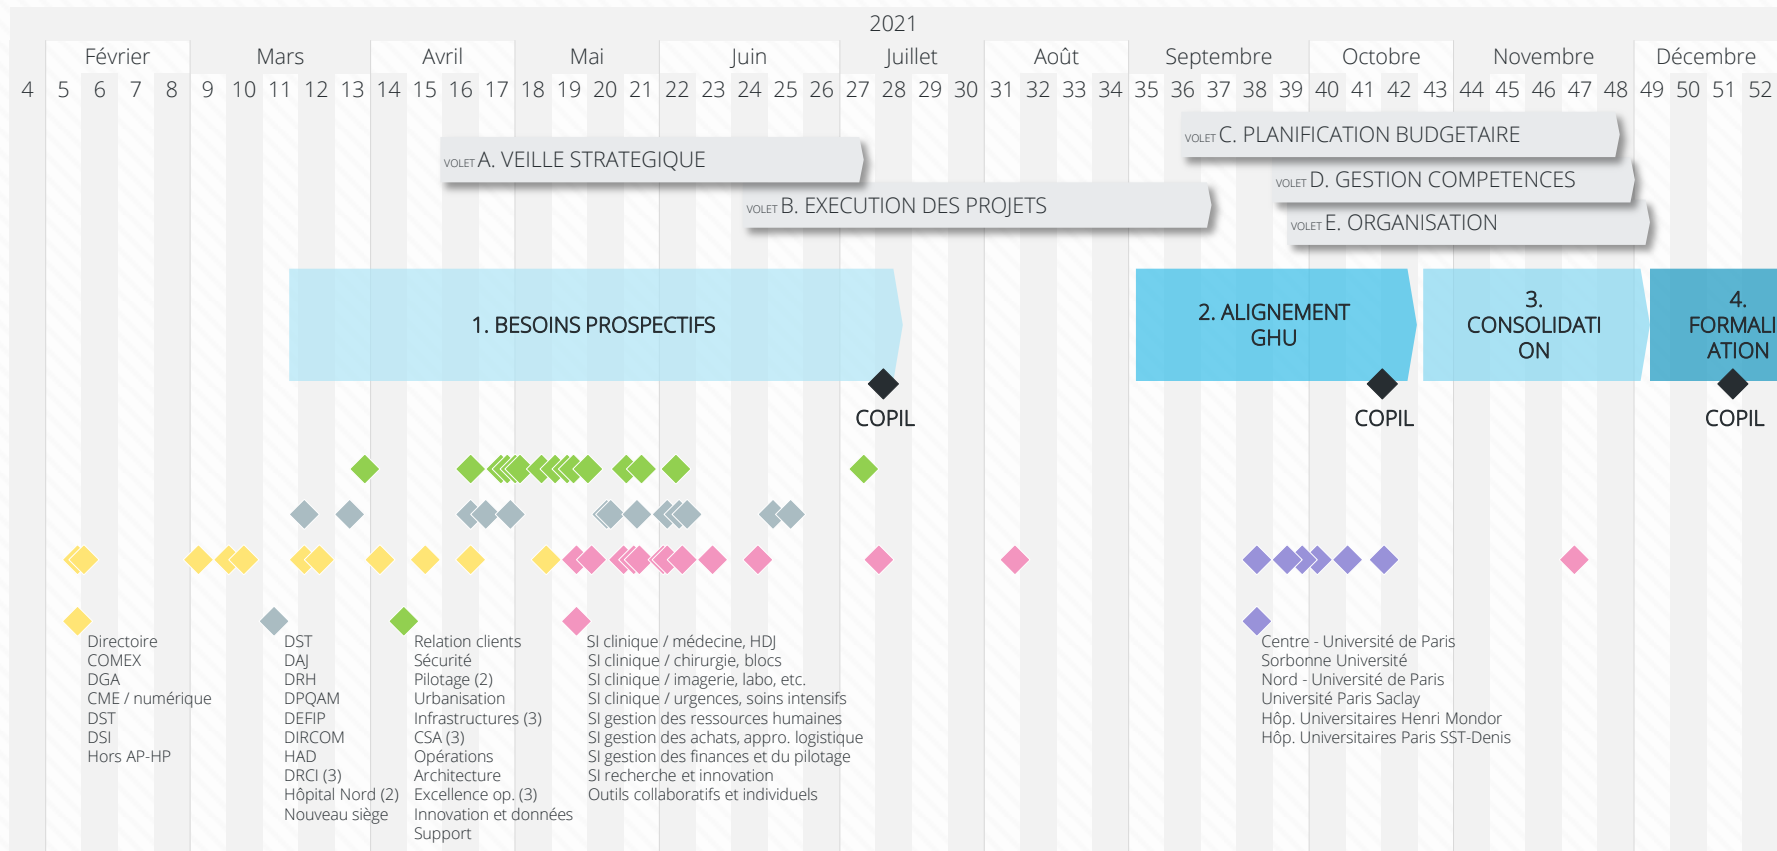 2021
Février Mars Avril Mai Juin Juillet Août Septembre Octobre Novembre Décembre
4 5 6 7 8 9 10 11 12 13 14 15 16 17 18 19 20 21 22 23 24 25 26 27 28 29 30 31 32 33 34 35 36 37 38 39 40 41 42 43 44 45 46 47 48 49 50 51 52
VOLET C. PLANIFICATION BUDGETAIRE
VOLET A. VEILLE STRATEGIQUE
VOLET D. GESTION COMPETENCES
VOLET B. EXECUTION DES PROJETS
VOLET E. ORGANISATION
1. BESOINS PROSPECTIFS
2. ALIGNEMENT
GHU
3.
CONSOLIDATI
ON
4.
FORMALI
ATION
COPIL
COPIL
COPIL
Directoire
COMEX
DGA
CME / numérique
DST
DSI
Hors AP-HP
DST
DAJ
DRH
DPQAM
DEFIP
DIRCOM
HAD
DRCI (3)
Hôpital Nord (2)
Nouveau siège
Relation clients
Sécurité
Pilotage (2)
Urbanisation
Infrastructures (3)
CSA (3)
Opérations
Architecture
Excellence op. (3)
Innovation et données
Support
SI clinique / médecine, HDJ
SI clinique / chirurgie, blocs
SI clinique / imagerie, labo, etc.
SI clinique / urgences, soins intensifs
SI gestion des ressources humaines
SI gestion des achats, appro. logistique
SI gestion des finances et du pilotage
SI recherche et innovation
Outils collaboratifs et individuels
Centre - Université de Paris
Sorbonne Université
Nord - Université de Paris
Université Paris Saclay
Hôp. Universitaires Henri Mondor
Hôp. Universitaires Paris SST-Denis